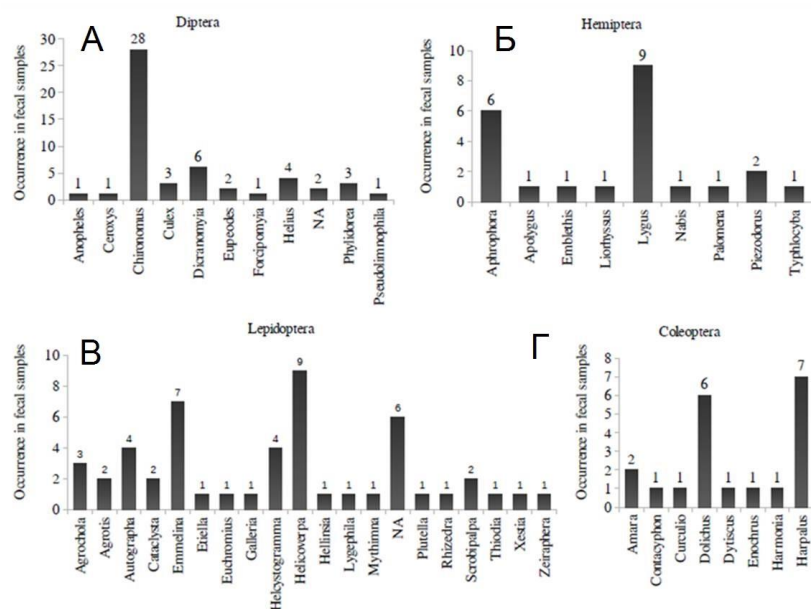 А
Diptera
Occurrence in fecal samples
30
25
20
15
10
5
0
1
1
28
3
6
2
1
4
2
3
1
Anopheles
Ceroxys
Chironomus
Culex
Dicranomyia
Eupeodes
Forcipomyia
Helius
NA
Phylidorea
Pseudolimnophila
Б
Hemiptera
Occurrence in fecal samples
10
8
6
4
2
0
6
1
1
1
9
1
1
2
1
Aphrophora
Apolygus
Emblethis
Liorhyssus
Lygus
Nabis
Palomena
Piezodorus
Typhlocyba
В
Lepidoptera
Occurrence in fecal samples
10
8
6
4
2
0
3
2
4
2
7
1
1
1
4
9
1
1
1
6
1
1
2
1
1
1
Agrochola
Agrotis
Autographa
Cataclysta
Emmelina
Etiella
Euchromius
Galleria
Helcystogramma
Helicoverpa
Hellinsia
Lygephila
Mythimna
NA
Plutella
Rhizedra
Scrobipalpa
Thiodia
Xestia
Zeiraphera
Г
Coleoptera
Occurrence in fecal samples
8
7
6
5
4
3
2
1
0
2
1
1
6
1
1
1
7
Amara
Contacyphon
Curculio
Dolichus
Dytiscus
Enochrus
Harmonia
Harpalus